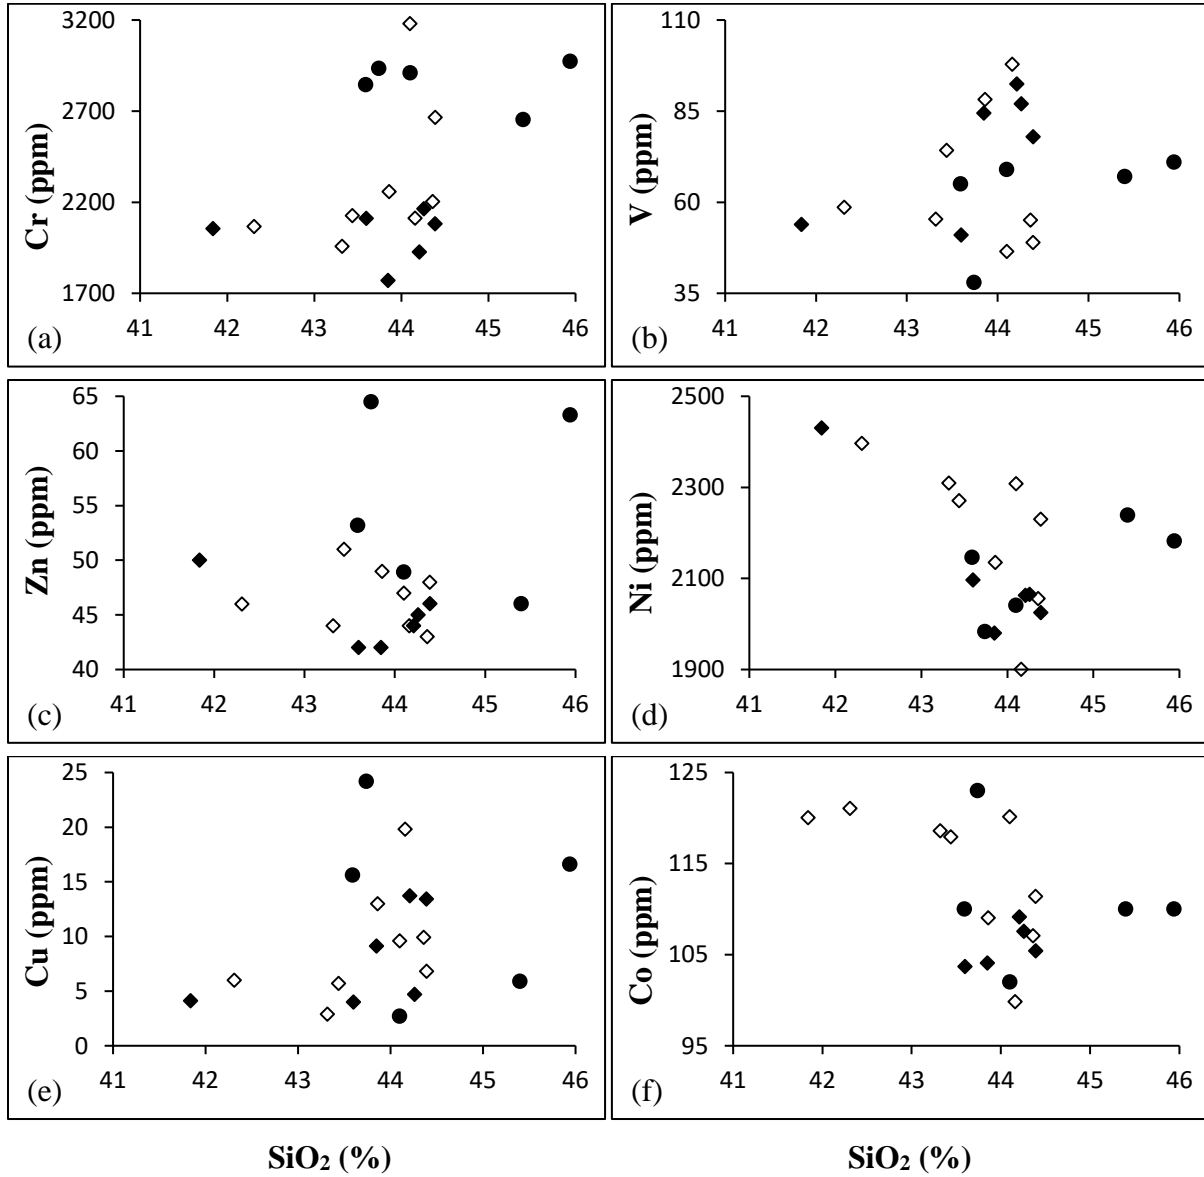 3200
2700
2200
1700
Cr (ppm)
41 42 43 44 45 46
(a)
110
85
60
35
V (ppm)
41 42 43 44 45 46
(b)
65
60
55
50
45
40
Zn (ppm)
41 42 43 44 45 46
(c)
2500
2300
2100
1900
Ni (ppm)
41 42 43 44 45 46
(d)
25
20
15
10
5
0
Cu (ppm)
41 42 43 44 45 46
(e)
125
115
105
95
Co (ppm)
41 42 43 44 45 46
(f)
SiO₂ (%)
SiO₂ (%)